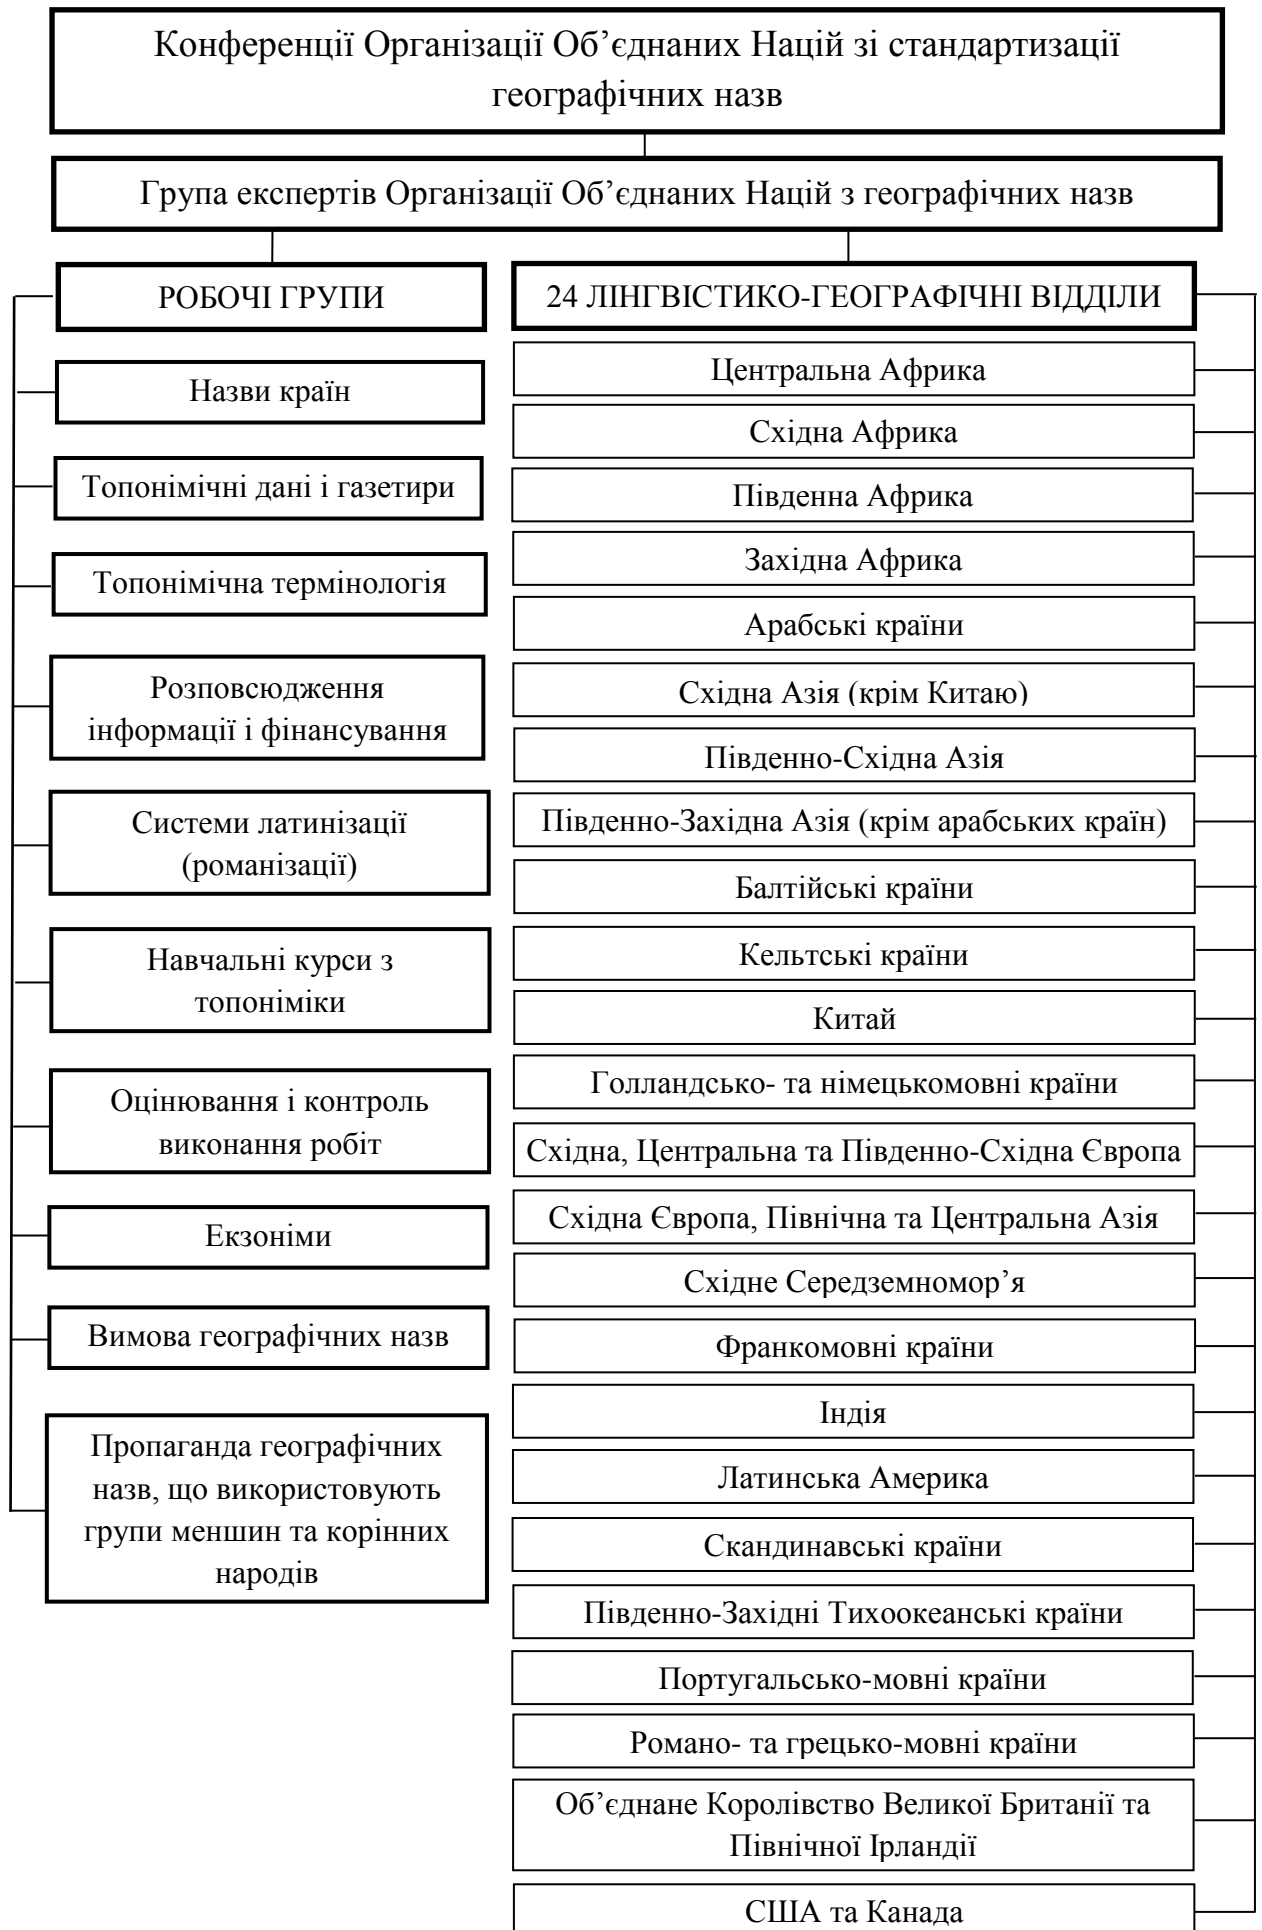 Конференції Організації Об’єднаних Націй зі стандартизації
географічних назв
Група експертів Організації Об’єднаних Націй з географічних назв
РОБОЧІ ГРУПИ
Назви країн
Топонімічні дані і газетири
Топонімічна термінологія
Розповсюдження
інформації і фінансування
Системи латинізації
(романізації)
Навчальні курси з
топоніміки
Оцінювання і контроль
виконання робіт
Екзоніми
Вимова географічних назв
Пропаганда географічних
назв, що використовують
групи меншин та корінних
народів
24 ЛІНГВІСТИКО-ГЕОГРАФІЧНІ ВІДДІЛИ
Центральна Африка
Східна Африка
Південна Африка
Західна Африка
Арабські країни
Східна Азія (крім Китаю)
Південно-Східна Азія
Південно-Західна Азія (крім арабських країн)
Балтійські країни
Кельтські країни
Китай
Голландсько- та німецькомовні країни
Східна, Центральна та Південно-Східна Європа
Східна Європа, Північна та Центральна Азія
Східне Середземномор’я
Франкомовні країни
Індія
Латинська Америка
Скандинавські країни
Південно-Західні Тихоокеанські країни
Португальсько-мовні країни
Романо- та грецько-мовні країни
Об’єднане Королівство Великої Британії та
Північної Ірландії
США та Канада